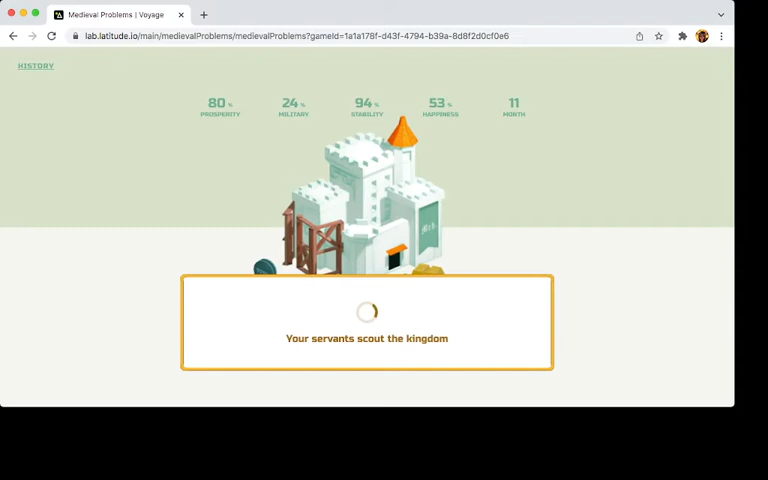 Medieval Problems | Voyage
lab.latitude.io/main/medievalProblems/medievalProblems?gameId=1a1a178f-d43f-4794-b39a-8d8f2d0cf0e6
HISTORY
80 % 24 % 94 % 53 % 11
PROSPERITY MILITARY STABILITY HAPPINESS MONTH
Your servants scout the kingdom